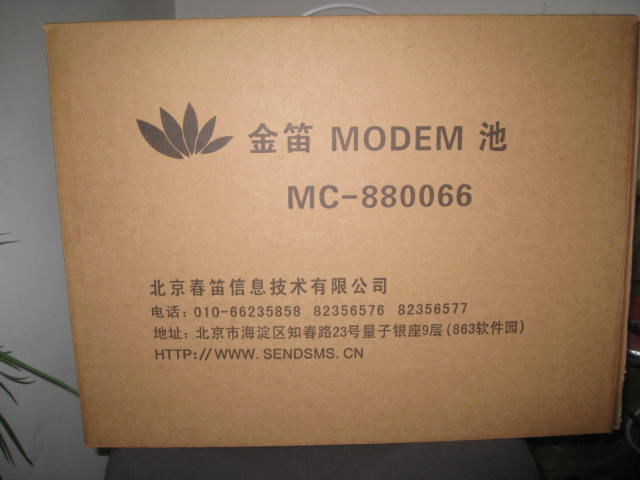 金笛 MODEM 池
MC-880066
北京春笛信息技术有限公司
电话: 010-66235858 82356576 82356577
地址: 北京市海淀区知春路23号量子银座9层(863软件园)
HTTP://WWW.SENDSMS.CN